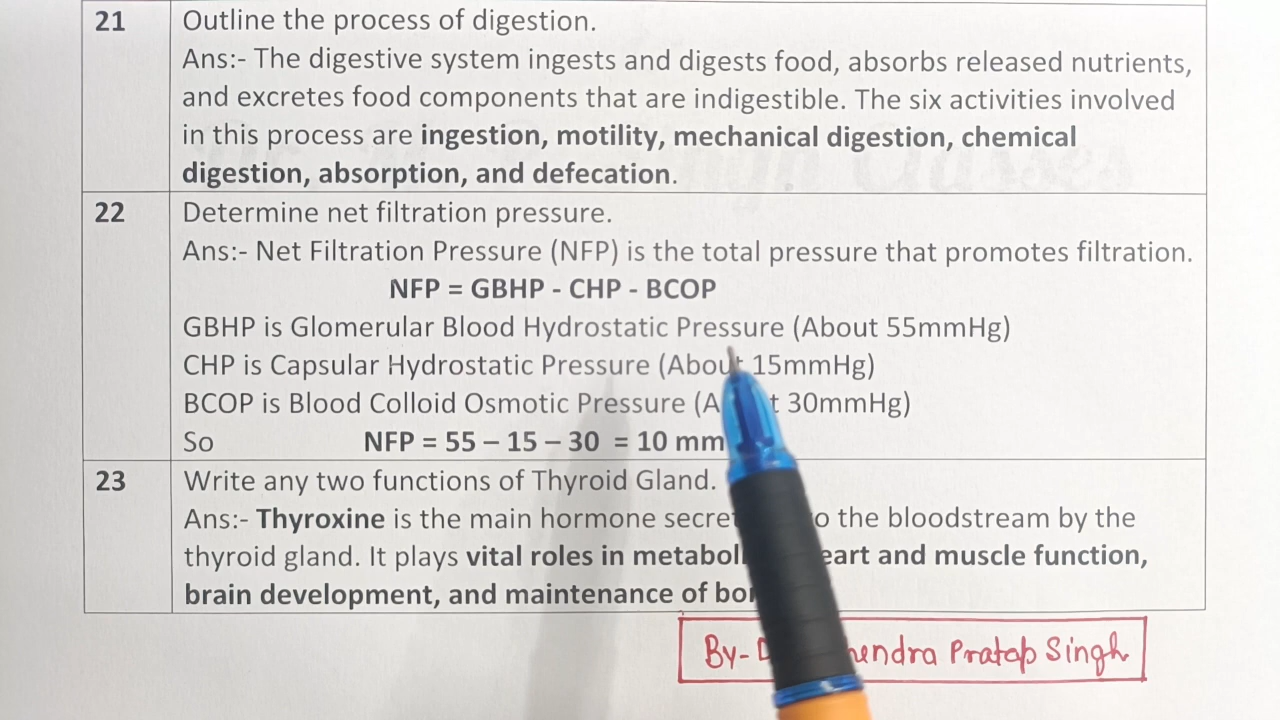 21 Outline the process of digestion.
Ans:- The digestive system ingests and digests food, absorbs released nutrients,
and excretes food components that are indigestible. The six activities involved
in this process are ingestion, motility, mechanical digestion, chemical
digestion, absorption, and defecation.
22 Determine net filtration pressure.
Ans:- Net Filtration Pressure (NFP) is the total pressure that promotes filtration.
NFP = GBHP - CHP - BCOP
GBHP is Glomerular Blood Hydrostatic Pressure (About 55mmHg)
CHP is Capsular Hydrostatic Pressure (About 15mmHg)
BCOP is Blood Colloid Osmotic Pressure ( 30mmHg)
So NFP = 55 – 15 – 30 = 10 mm
23 Write any two functions of Thyroid Gland.
Ans:- Thyroxine is the main hormone the bloodstream by the
thyroid gland. It plays vital roles in and muscle function,
brain development, and maintenance of
By- Pratap Singh